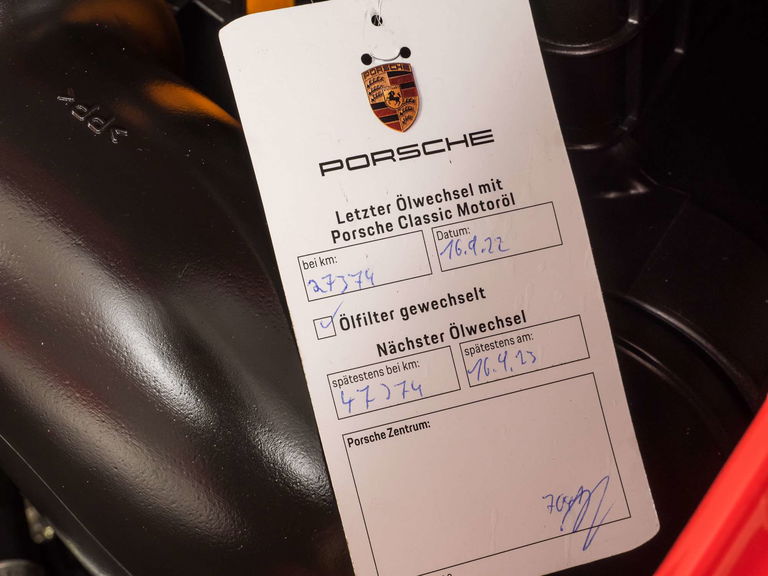 >PP<
PORSCHE
PORSCHE
Letzter Ölwechsel mit
Porsche Classic Motoröl
bei km:
27374
Datum:
16.9.22
Ölfilter gewechselt
Nächster Ölwechsel
spätestens bei km:
47374
spätestens am:
16.9.23
Porsche Zentrum: